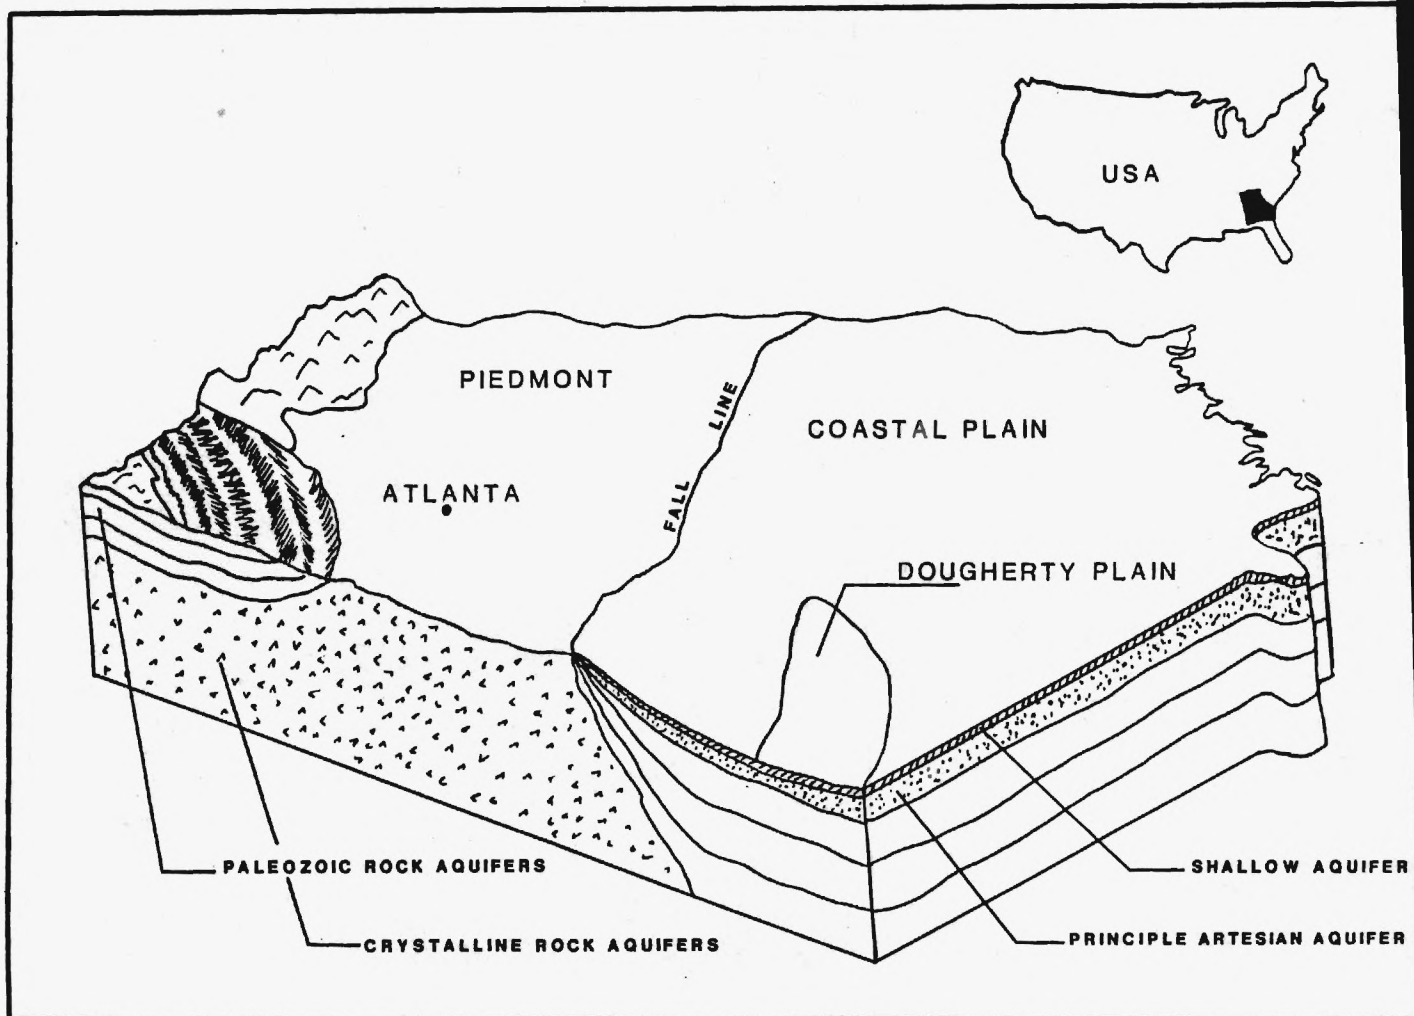 USA
PIEDMONT
FALL LINE
COASTAL PLAIN
ATLANTA
DOUGHERTY PLAIN
PALEOZOIC ROCK AQUIFERS
SHALLOW AQUIFER
CRYSTALLINE ROCK AQUIFERS
PRINCIPLE ARTESIAN AQUIFER